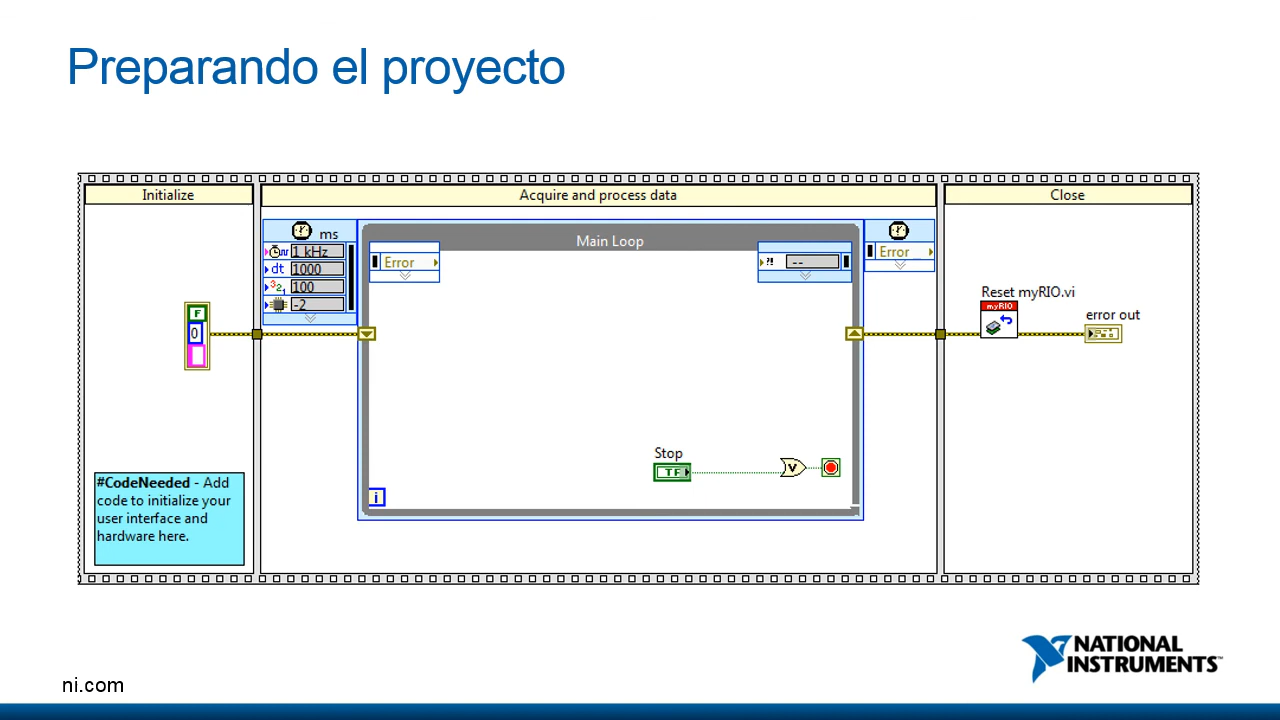 Preparando el proyecto
Initialize
Acquire and process data
Close
ms
1 kHz
dt
1000
100
-2
Error
Main Loop
?!
--
Error
F
0
Reset myRIO.vi
myRIO
error out
Stop
TF
V
i
#CodeNeeded - Add
code to initialize your
user interface and
hardware here.
NATIONAL
INSTRUMENTS™
ni.com